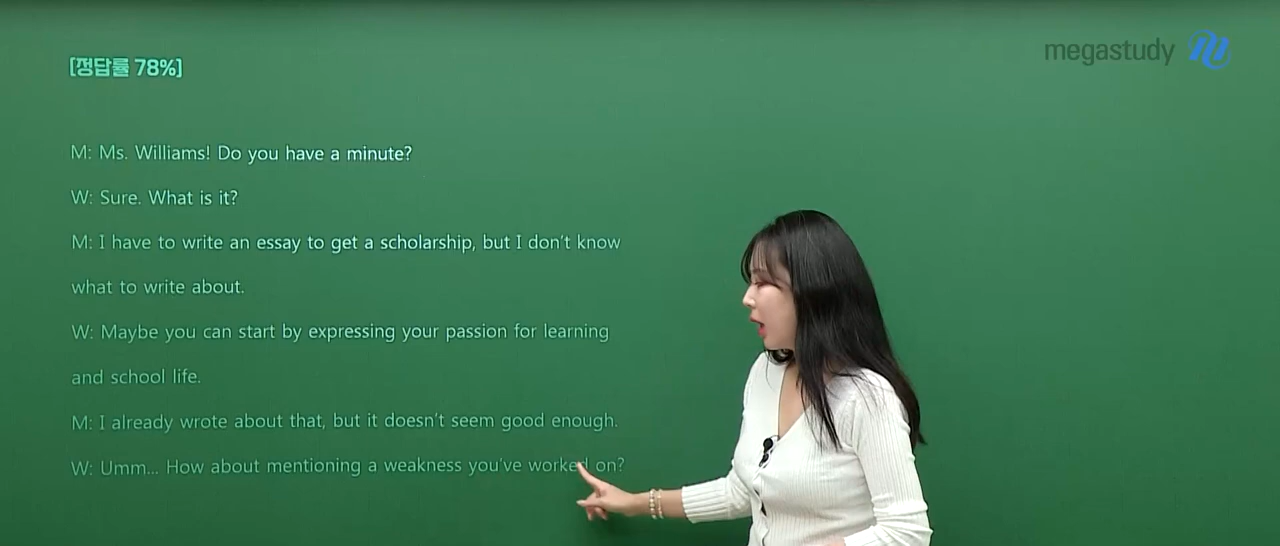 megastudy
[정답률 78%]
M: Ms. Williams! Do you have a minute?
W: Sure. What is it?
M: I have to write an essay to get a scholarship, but I don't know
what to write about.
W: Maybe you can start by expressing your passion for learning
and school life.
M: I already wrote about that, but it doesn't seem good enough.
W: Umm... How about mentioning a weakness you've worked on?